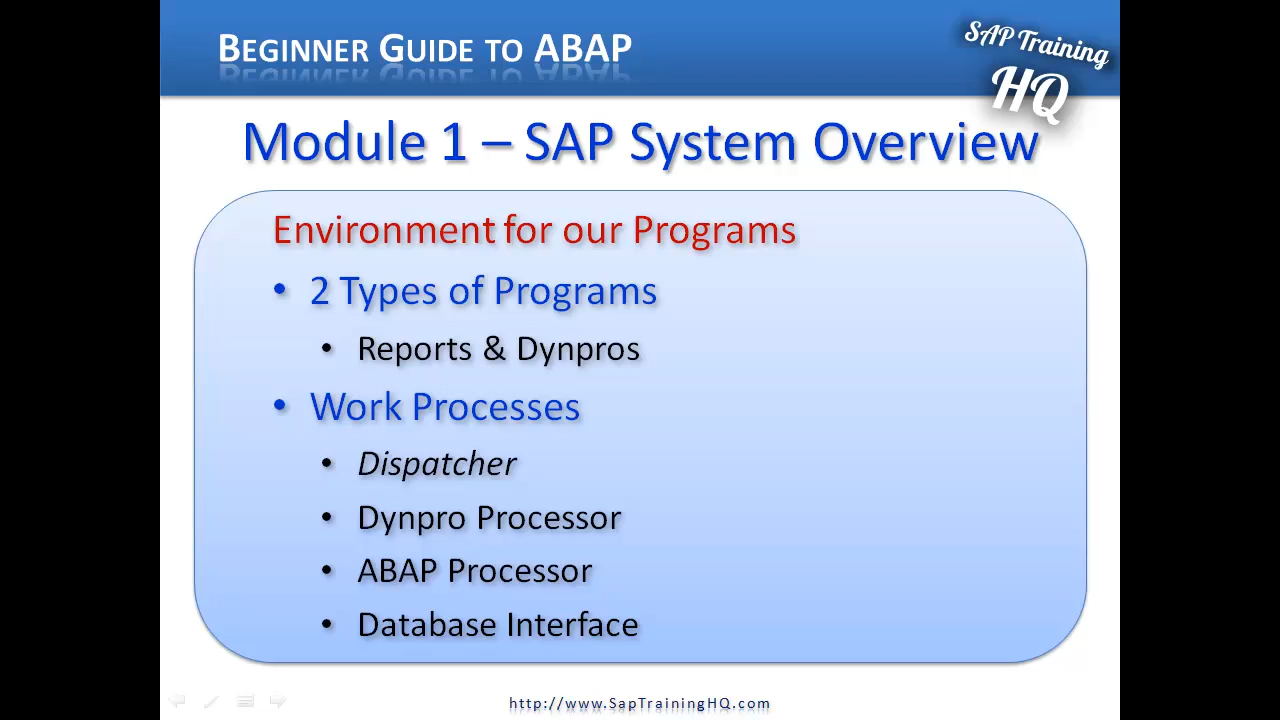 BEGINNER GUIDE TO ABAP
SAP Training
HQ
Module 1 – SAP System Overview
Environment for our Programs
• 2 Types of Programs
• Reports & Dynpros
• Work Processes
• Dispatcher
• Dynpro Processor
• ABAP Processor
• Database Interface
http://www.SapTrainingHQ.com